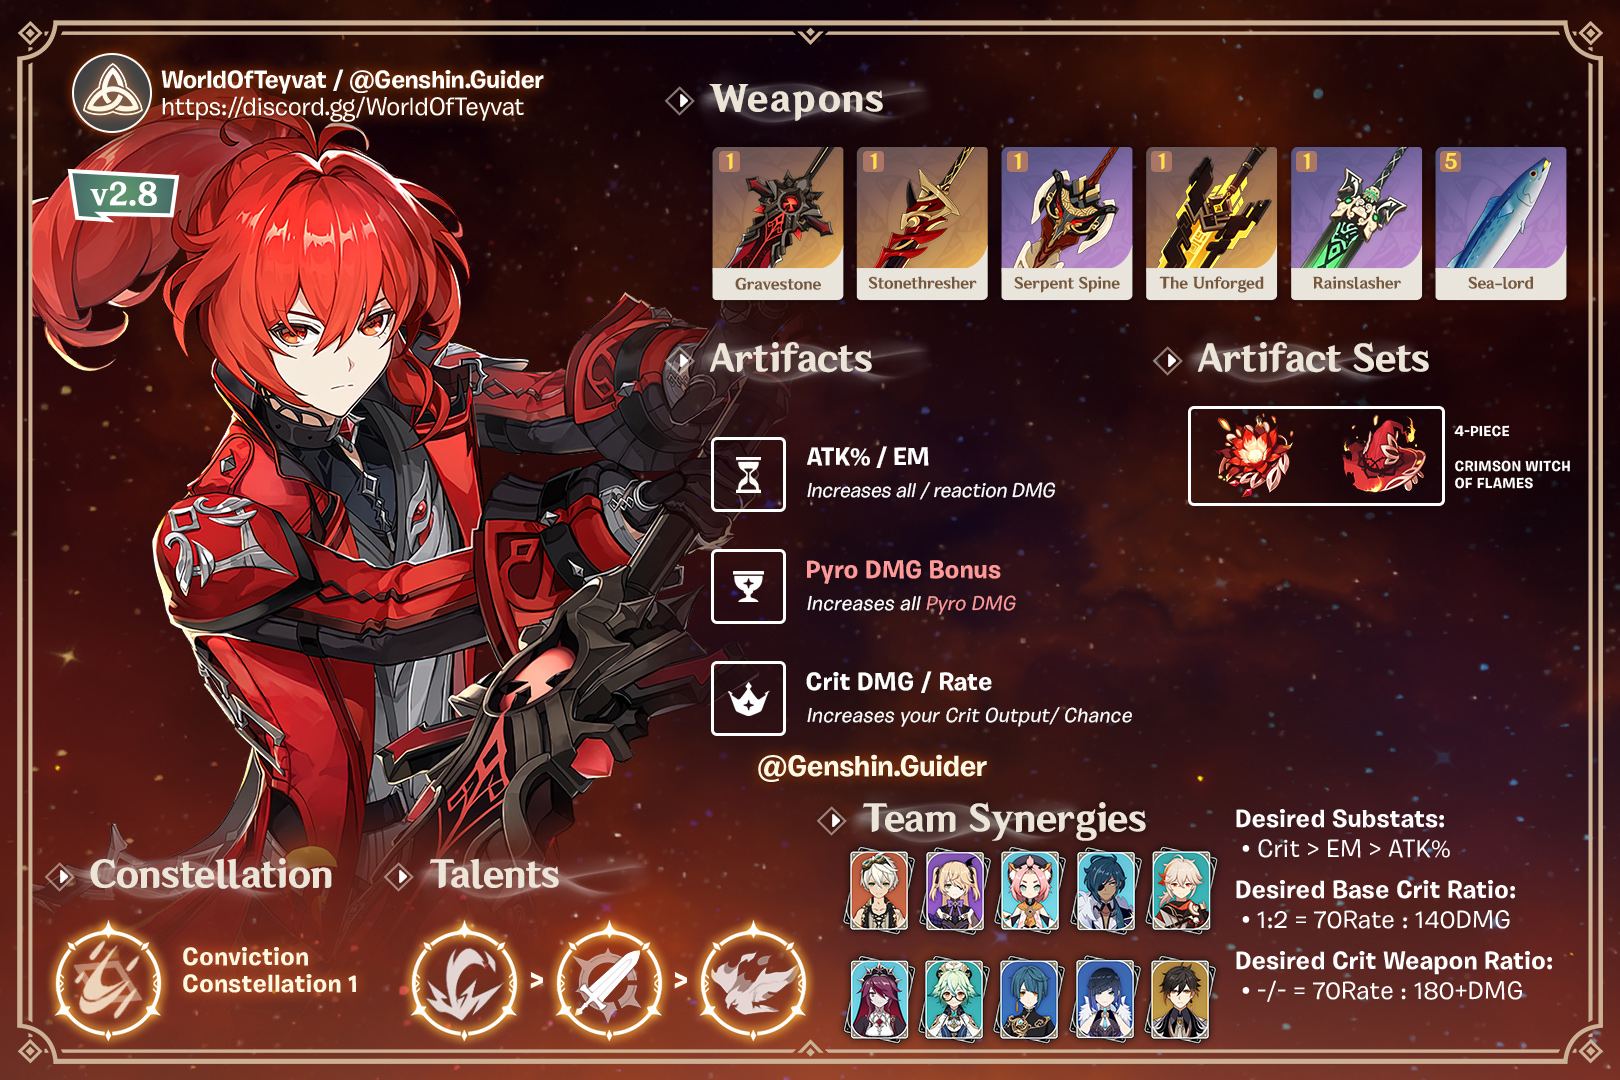 WorldOfTeyvat / @Genshin.Guider
https://discord.gg/WorldOfTeyvat
v2.8
Weapons
1
1
1
1
1
5
Gravestone
Stonethresher
Serpent Spine
The Unforged
Rainslasher
Sea-lord
Artifacts
ATK% / EM
Increases all / reaction DMG
Pyro DMG Bonus
Increases all Pyro DMG
Crit DMG / Rate
Increases your Crit Output/ Chance
@Genshin.Guider
Artifact Sets
4-PIECE
CRIMSON WITCH
OF FLAMES
Constellation
Conviction
Constellation 1
Talents
>
>
Team Synergies
Desired Substats:
• Crit > EM > ATK%
Desired Base Crit Ratio:
• 1:2 = 70Rate : 140DMG
Desired Crit Weapon Ratio:
• -/- = 70Rate : 180+DMG